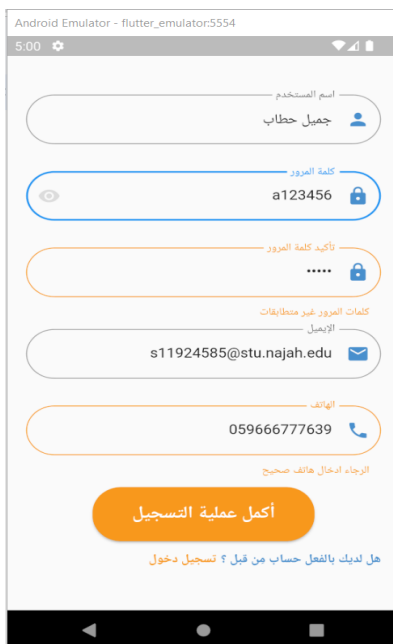 Android Emulator - flutter_emulator:5554
5:00
اسم المستخدم
جميل حطاب
كلمة المرور
a123456
تأكيد كلمة المرور
•••••
كلمات المرور غير متطابقات
الإيميل
s11924585@stu.najah.edu
الهاتف
059666777639
الرجاء ادخال هاتف صحيح
أكمل عملية التسجيل
هل لديك بالفعل حساب من قبل ؟ تسجيل دخول